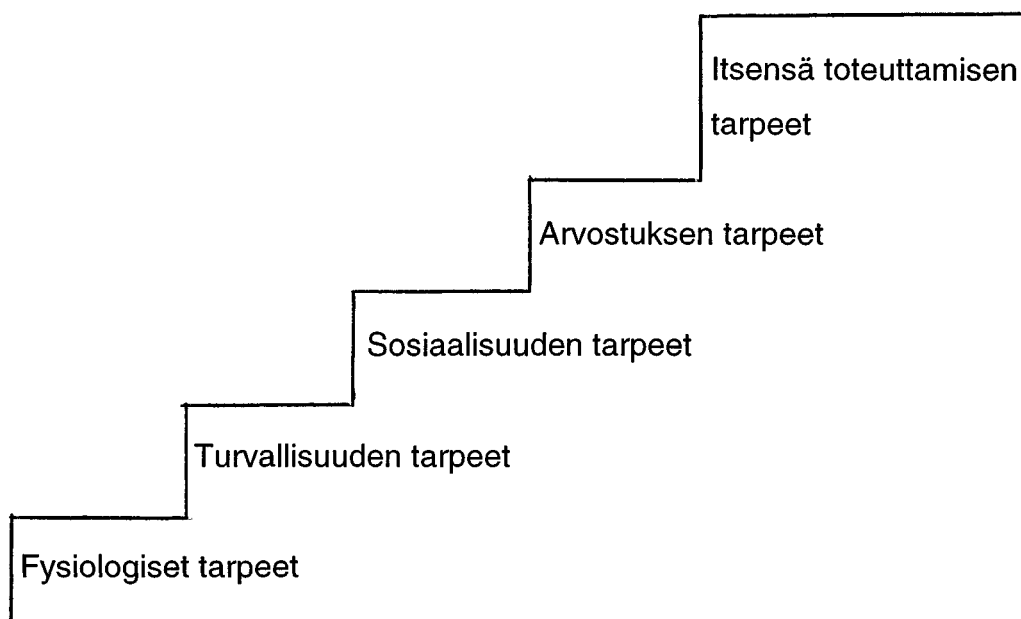 Itsensä toteuttamisen
tarpeet
Arvostuksen tarpeet
Sosiaalisuuden tarpeet
Turvallisuuden tarpeet
Fysiologiset tarpeet